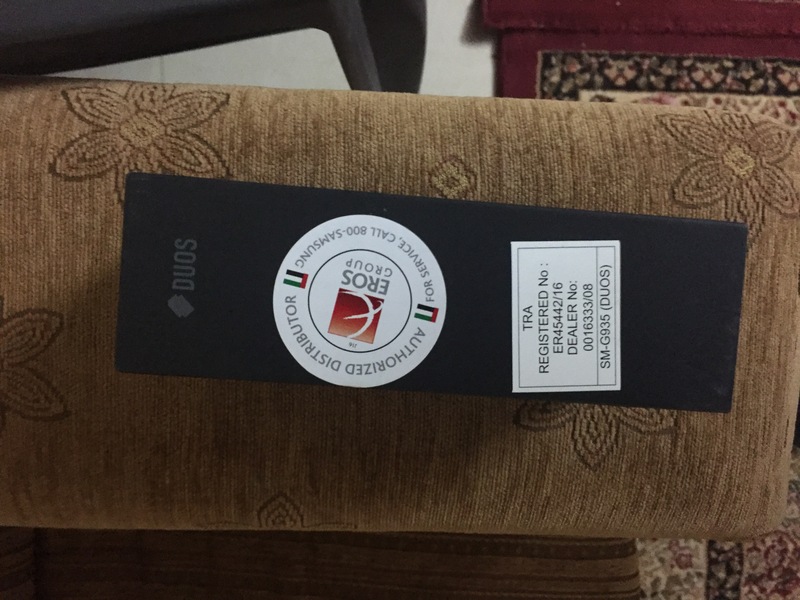 DUOS
AUTHORIZED DISTRIBUTOR
FOR SERVICE, CALL 800-SAMSUNG
EROS
GROUP
TRA
REGISTERED No :
ER45442/16
DEALER No:
0016333/08
SM-G935 (DUOS)